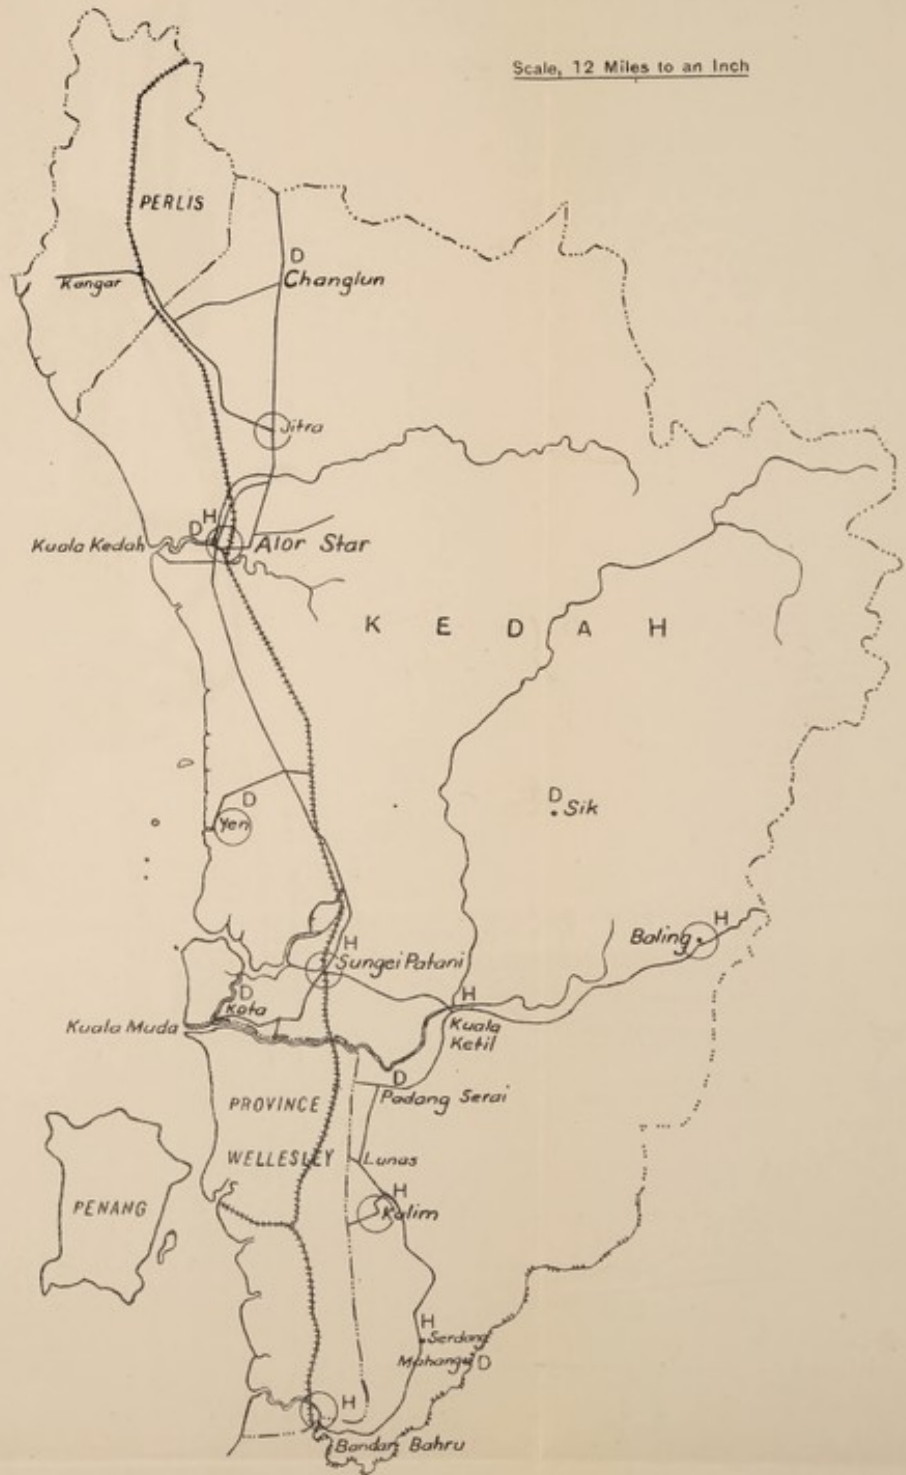 Scale, 12 Miles to an Inch
PERLIS
D
Kangar
Changlun
Jitra
H
D
Kuala Kedah
Alor Star
K E D A H
D
D
Sik
Yen
H
H
Baling
Sungei Patani
D
H
Kota
Kuala Muda
Kuala
Ketil
D
PROVINCE
Padang Serai
WELLESLEY
Lunas
H
PENANG
Kulim
H
Serdang
Mahang D
H
Bandar Bahru